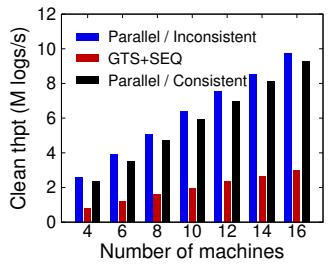 Clean thpt (M logs/s)
12
10
8
6
4
2
0
Parallel / Inconsistent
GTS+SEQ
Parallel / Consistent
4 6 8 10 12 14 16
Number of machines